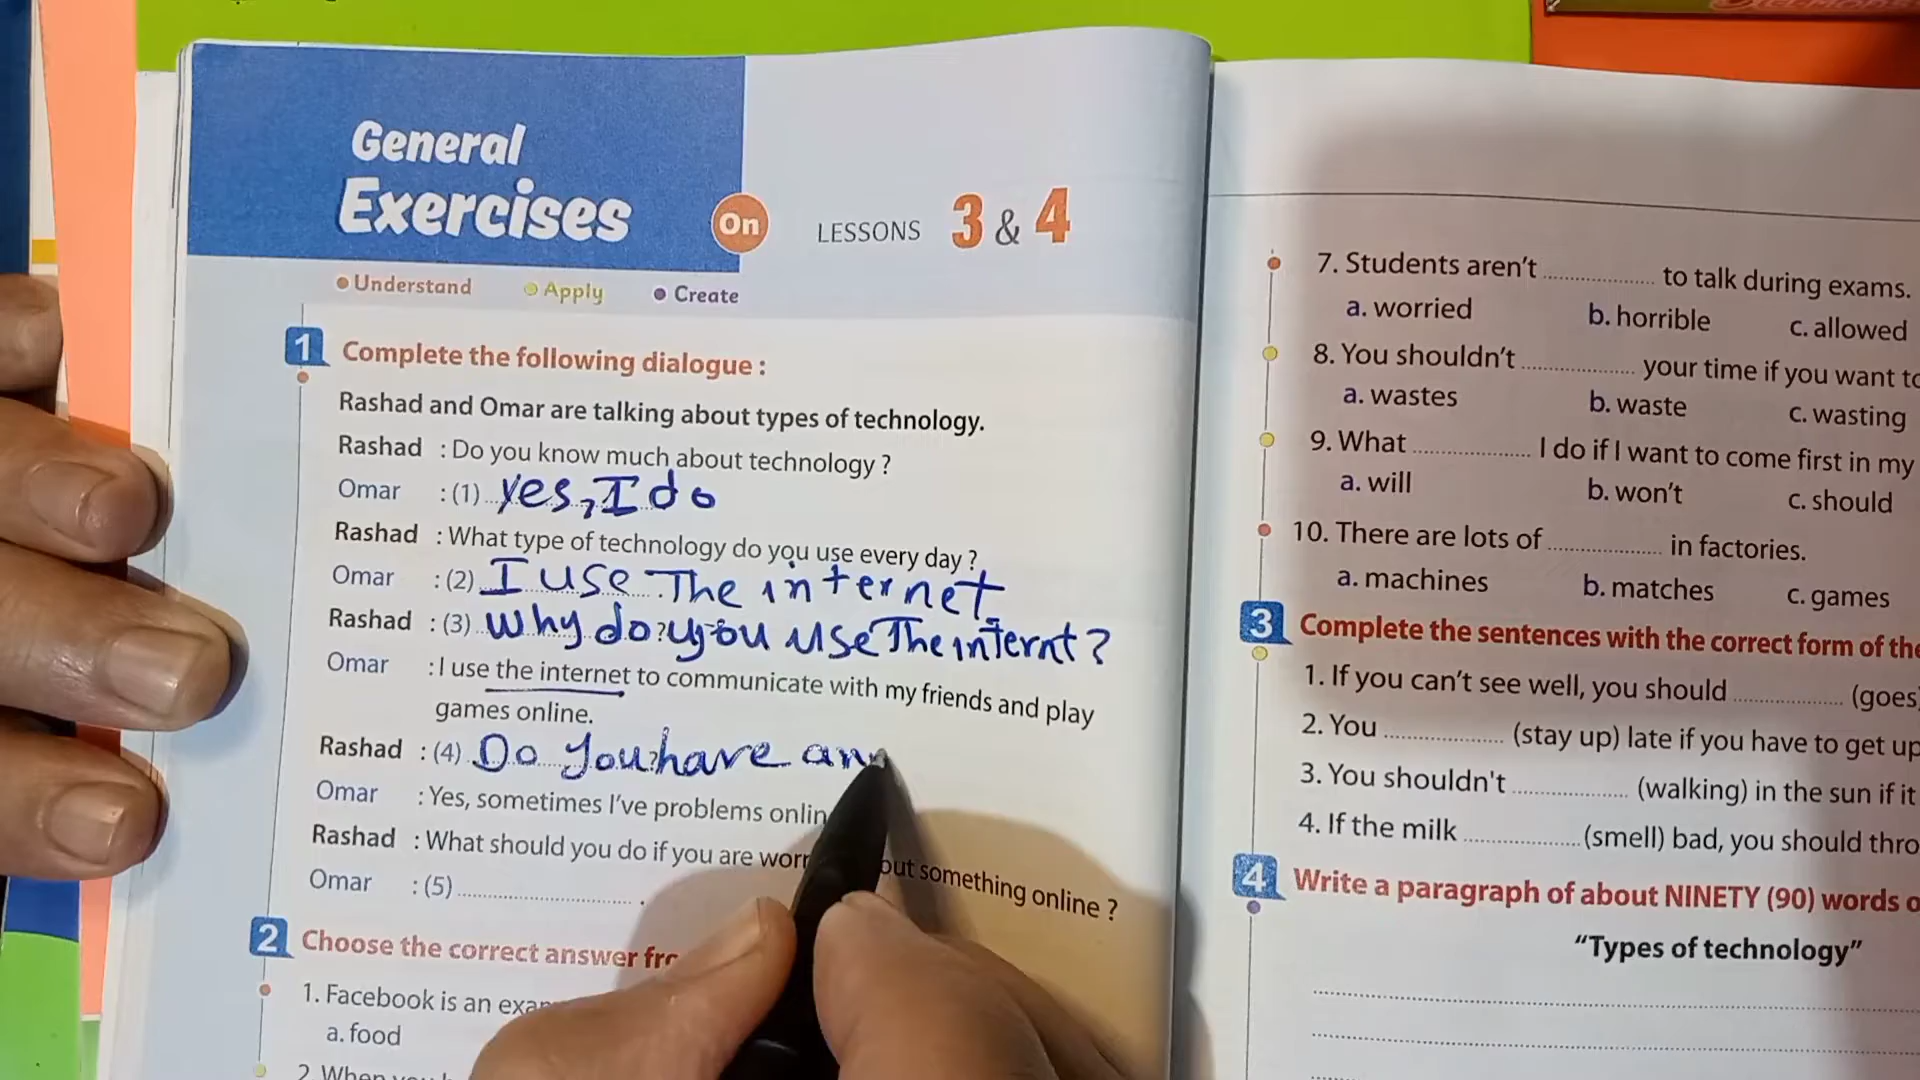 General
Exercises
On
LESSONS 3 & 4
Understand Apply Create
1 Complete the following dialogue :
Rashad and Omar are talking about types of technology.
Rashad : Do you know much about technology ?
Omar : (1) Yes, I do
Rashad : What type of technology do you use every day ?
Omar : (2) I use The internet.
Rashad : (3) Why do you use The internt ?
Omar : I use the internet to communicate with my friends and play
games online.
Rashad : (4) Do you have
Omar : Yes, sometimes I've problems
Rashad : What should you do if you are something online ?
Omar : (5) .
2 Choose the correct answer
1. Facebook is an
a. food
2. When
7. Students aren't to talk during exams.
a. worried b. horrible c. allowed
8. You shouldn't your time if you want
a. wastes b. waste c. wasting
9. What I do if I want to come first in my
a. will b. won't c. should
10. There are lots of in factories.
a. machines b. matches c. games
3 Complete the sentences with the correct form of the
1. If you can't see well, you should (goes)
2. You (stay up) late if you have to get up
3. You shouldn't (walking) in the sun if it
4. If the milk (smell) bad, you should
4 Write a paragraph of about NINETY (90) words
"Types of technology"